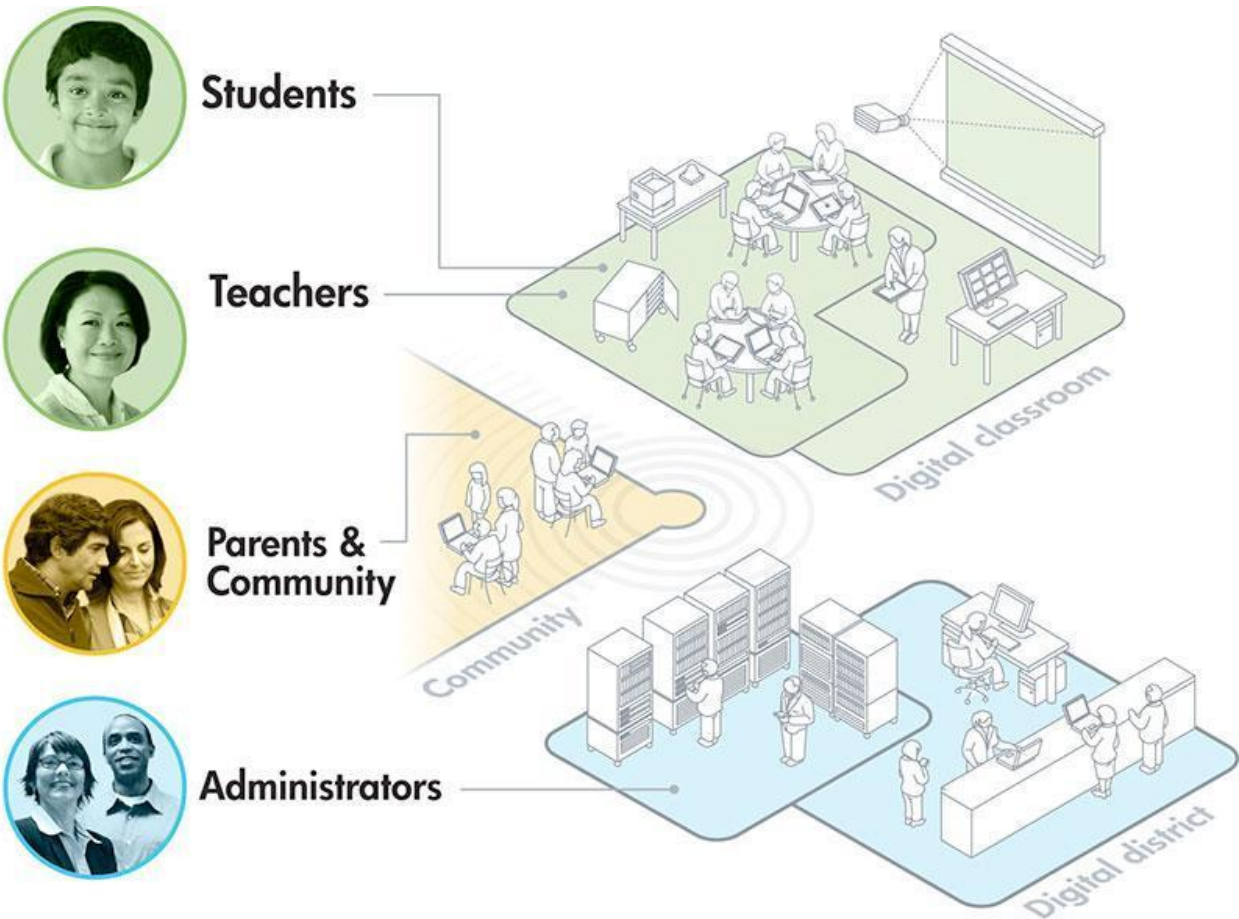 Students
Teachers
Digital classroom
Parents &
Community
Community
Administrators
Digital district